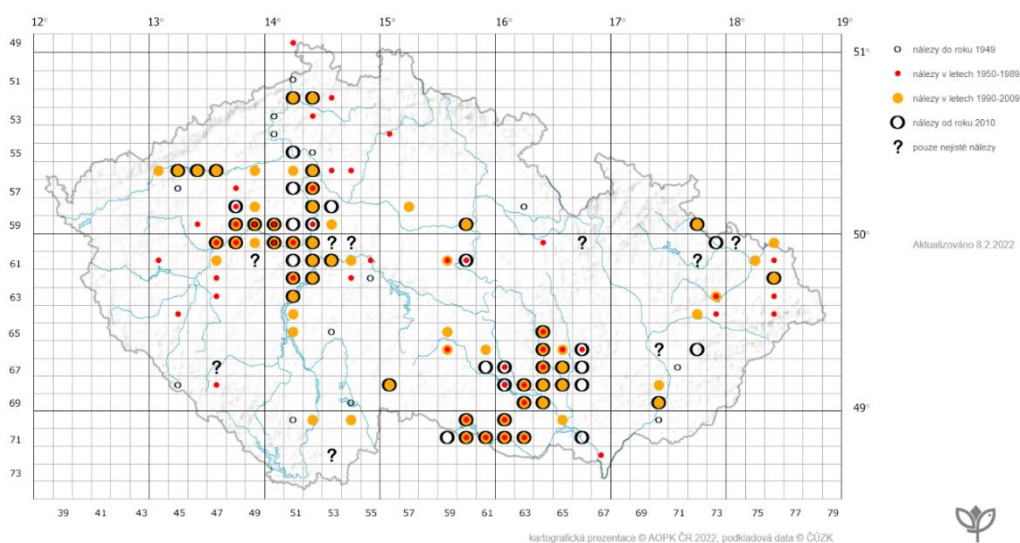 12° 13° 14° 15° 16° 17° 18° 19°
49
51°
51
53
55
57
59
50°
61
63
65
67
69
49°
71
73
39 41 43 45 47 49 51 53 55 57 59 61 63 65 67 69 71 73 75 77 79
nálezy do roku 1949
nálezy v letech 1950-1989
nálezy v letech 1990-2009
nálezy od roku 2010
? pouze nejisté nálezy
Aktualizováno 8.2.2022
? ? ? ? ? ? ? ? ? ?
kartografická prezentace © AOPK ČR 2022, podkladová data © ČÚZK